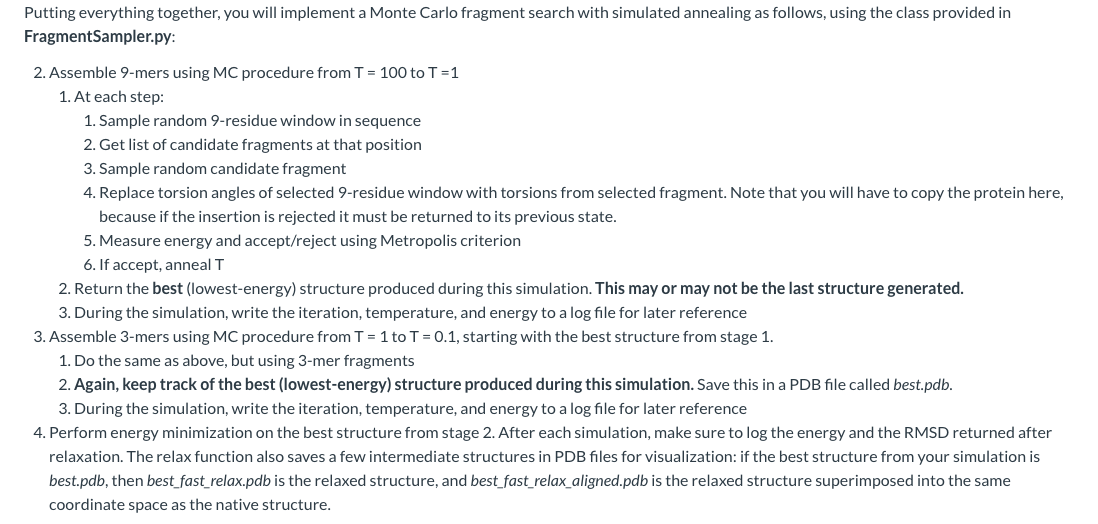 Putting everything together, you will implement a Monte Carlo fragment search with simulated annealing as follows, using the class provided in
FragmentSampler.py:
2. Assemble 9-mers using MC procedure from T = 100 to T =1
1. At each step:
1. Sample random 9-residue window in sequence
2. Get list of candidate fragments at that position
3. Sample random candidate fragment
4. Replace torsion angles of selected 9-residue window with torsions from selected fragment. Note that you will have to copy the protein here,
because if the insertion is rejected it must be returned to its previous state.
5. Measure energy and accept/reject using Metropolis criterion
6. If accept, anneal T
2. Return the best (lowest-energy) structure produced during this simulation. This may or may not be the last structure generated.
3. During the simulation, write the iteration, temperature, and energy to a log file for later reference
3. Assemble 3-mers using MC procedure from T = 1 to T = 0.1, starting with the best structure from stage 1.
1. Do the same as above, but using 3-mer fragments
2. Again, keep track of the best (lowest-energy) structure produced during this simulation. Save this in a PDB file called best.pdb.
3. During the simulation, write the iteration, temperature, and energy to a log file for later reference
4. Perform energy minimization on the best structure from stage 2. After each simulation, make sure to log the energy and the RMSD returned after
relaxation. The relax function also saves a few intermediate structures in PDB files for visualization: if the best structure from your simulation is
best.pdb, then best_fast_relax.pdb is the relaxed structure, and best_fast_relax_aligned.pdb is the relaxed structure superimposed into the same
coordinate space as the native structure.